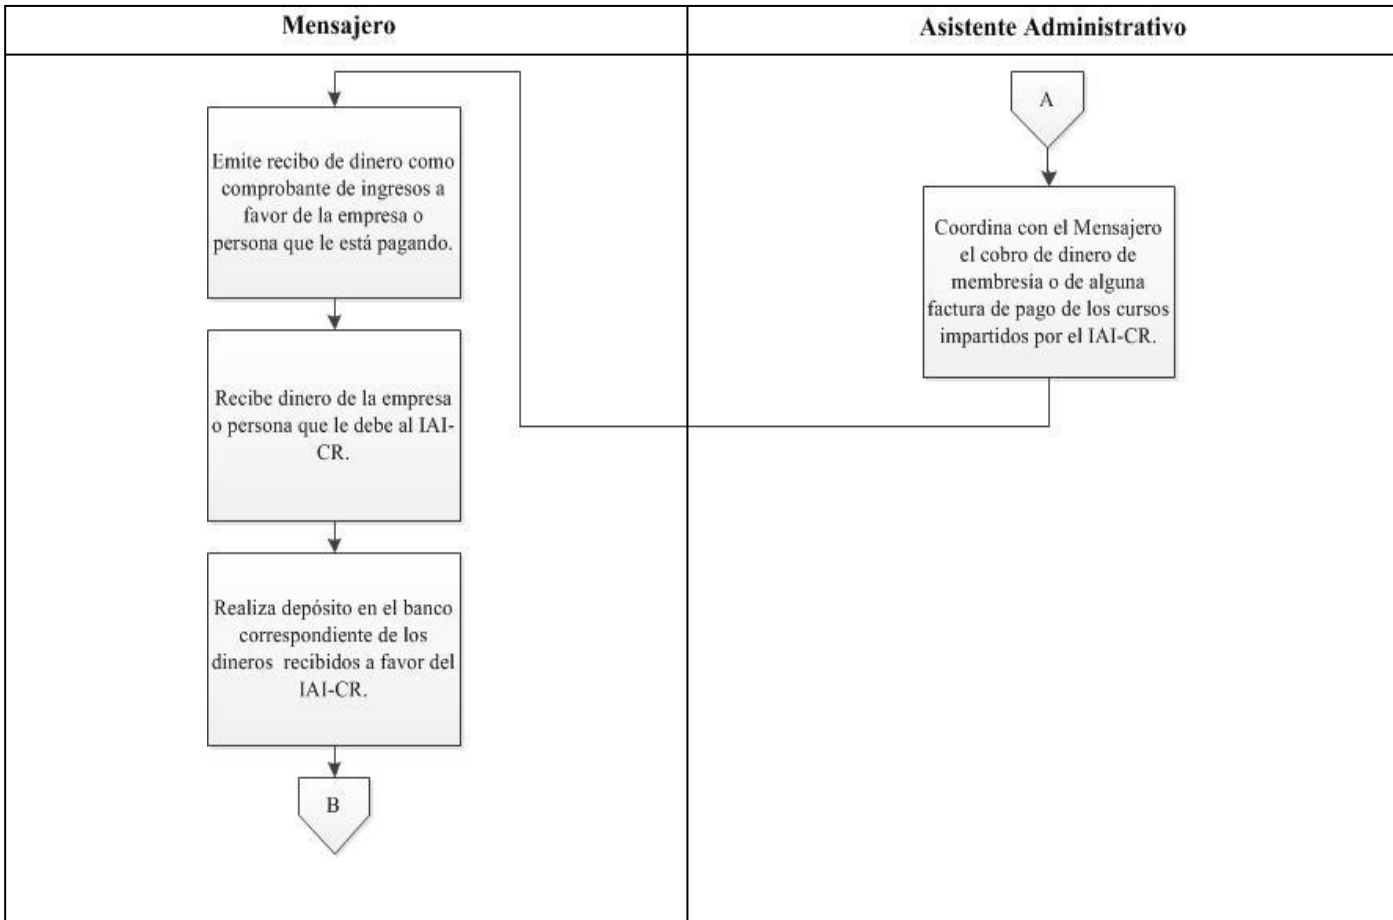 Mensajero
Asistente Administrativo
Emite recibo de dinero como
comprobante de ingresos a
favor de la empresa o
persona que le está pagando.
Recibe dinero de la empresa
o persona que le debe al IAI-
CR.
Realiza depósito en el banco
correspondiente de los
dineros recibidos a favor del
IAI-CR.
B
A
Coordina con el Mensajero
el cobro de dinero de
membresía o de alguna
factura de pago de los cursos
impartidos por el IAI-CR.